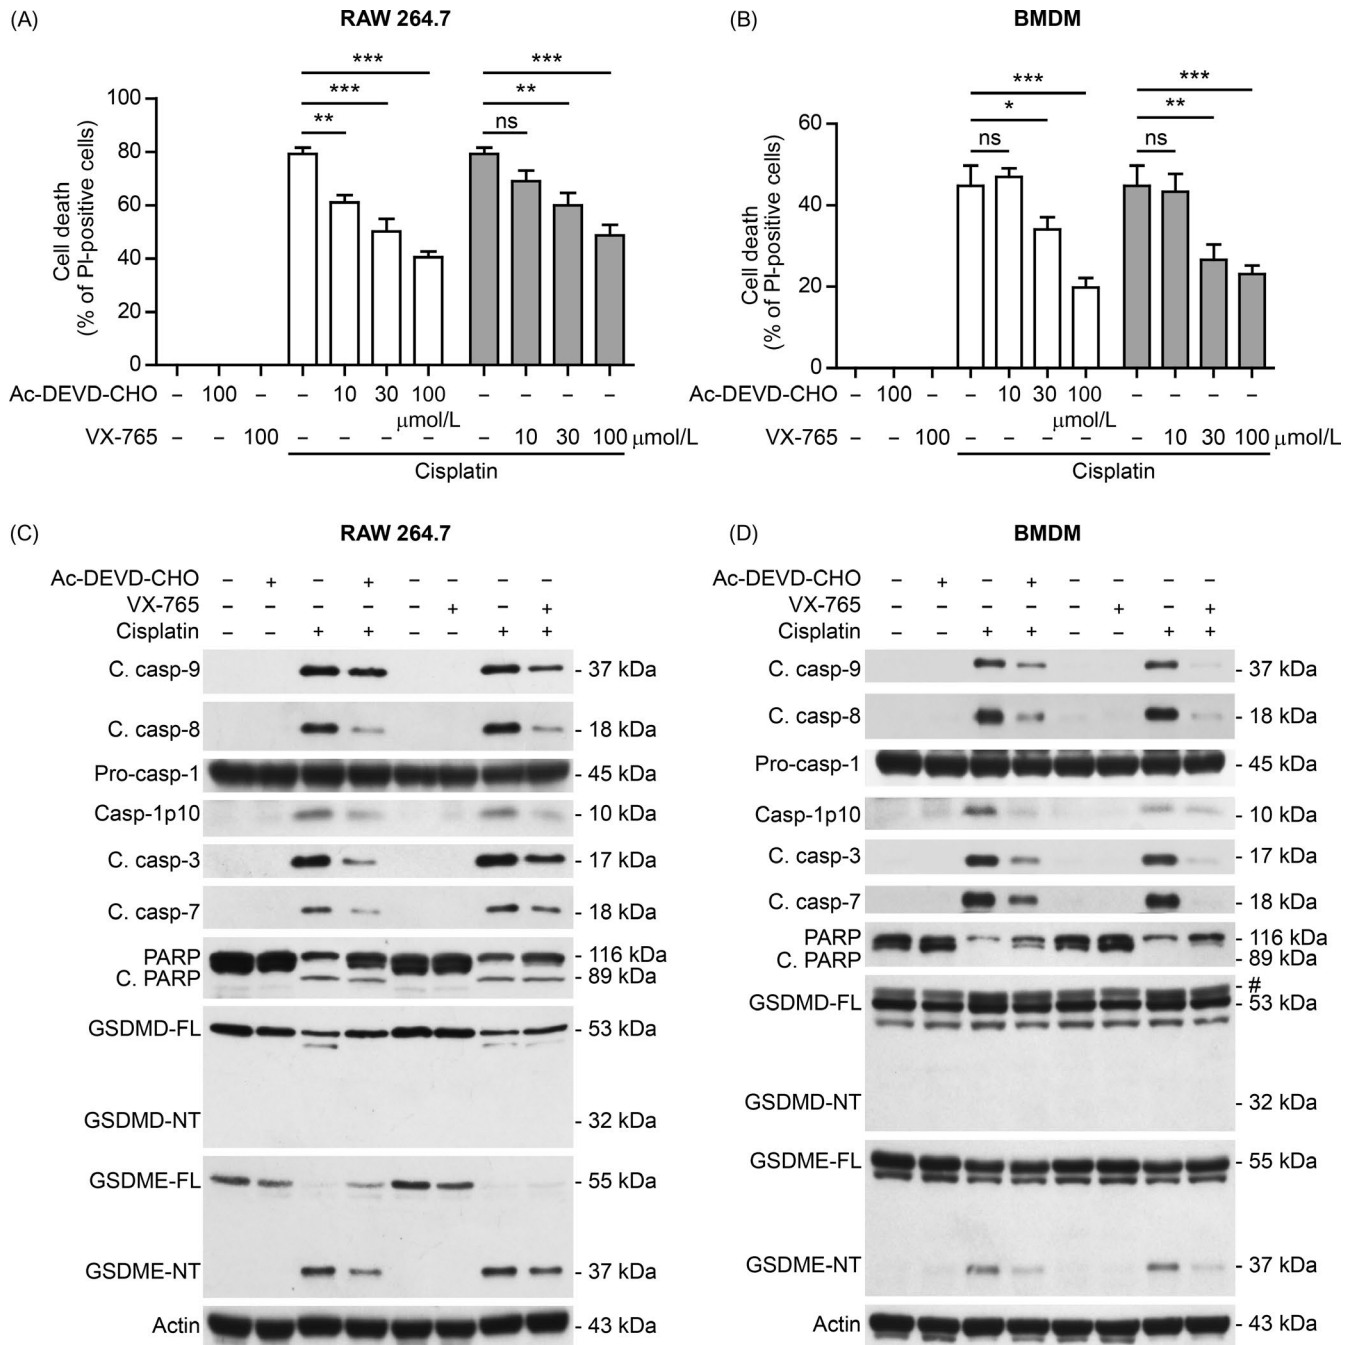 (A)
RAW 264.7
Cell death
(% of PI-positive cells)
100
80
60
40
20
0
***
***
**
***
**
ns
Ac-DEVD-CHO – 100 – – 10 30 100 – – – –
μmol/L
VX-765 – – 100 – – – – – 10 30 100 μmol/L
Cisplatin
(B)
BMDM
Cell death
(% of PI-positive cells)
60
40
20
0
***
*
ns
***
**
ns
Ac-DEVD-CHO – 100 – – 10 30 100 – – – –
μmol/L
VX-765 – – 100 – – – – – 10 30 100 μmol/L
Cisplatin
(C)
RAW 264.7
Ac-DEVD-CHO – + – + – – – –
VX-765 – – – – – + – +
Cisplatin – – + + – – + +
C. casp-9 - 37 kDa
C. casp-8 - 18 kDa
Pro-casp-1 - 45 kDa
Casp-1p10 - 10 kDa
C. casp-3 - 17 kDa
C. casp-7 - 18 kDa
PARP - 116 kDa
C. PARP - 89 kDa
GSDMD-FL - 53 kDa
GSDMD-NT - 32 kDa
GSDME-FL - 55 kDa
GSDME-NT - 37 kDa
Actin - 43 kDa
(D)
BMDM
Ac-DEVD-CHO – + – + – – – –
VX-765 – – – – – + – +
Cisplatin – – + + – – + +
C. casp-9 - 37 kDa
C. casp-8 - 18 kDa
Pro-casp-1 - 45 kDa
Casp-1p10 - 10 kDa
C. casp-3 - 17 kDa
C. casp-7 - 18 kDa
PARP - 116 kDa
C. PARP - 89 kDa
- #
GSDMD-FL - 53 kDa
GSDMD-NT - 32 kDa
GSDME-FL - 55 kDa
GSDME-NT - 37 kDa
Actin - 43 kDa